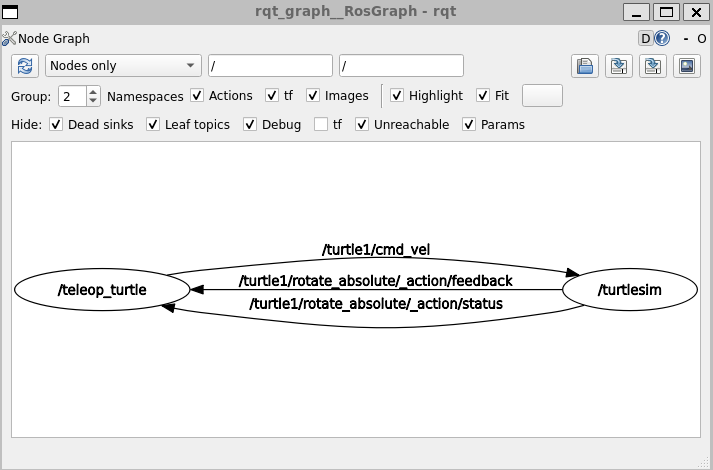 rqt_graph__RosGraph - rqt
Node Graph
D
?
- O
Nodes only
/
/
Group: 2 Namespaces Actions tf Images Highlight Fit
Hide: Dead sinks Leaf topics Debug tf Unreachable Params
/turtle1/cmd_vel
/turtle1/rotate_absolute/_action/feedback
/teleop_turtle
/turtlesim
/turtle1/rotate_absolute/_action/status